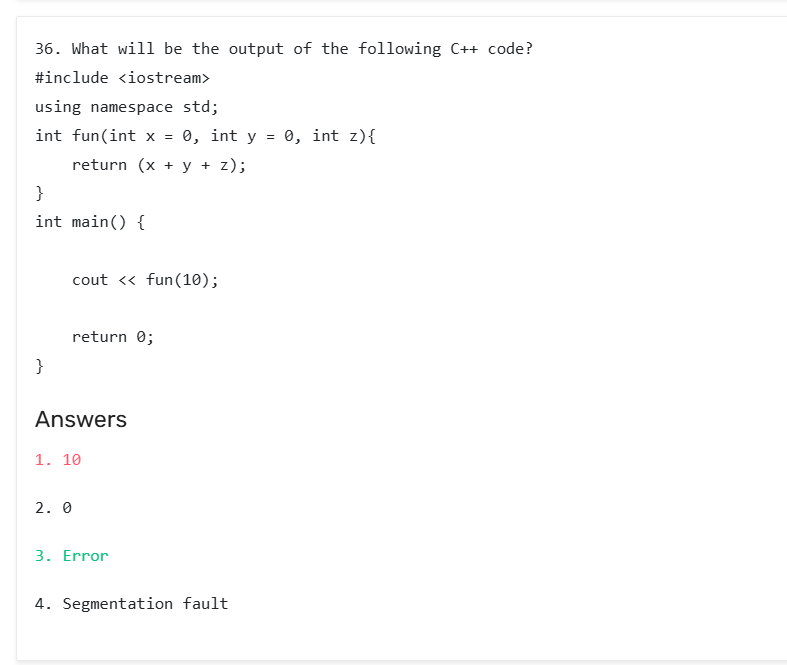 36. What will be the output of the following C++ code?
#include <iostream>
using namespace std;
int fun(int x = 0, int y = 0, int z){
    return (x + y + z);
}
int main() {
    cout << fun(10);
    return 0;
}
Answers
1. 10
2. 0
3. Error
4. Segmentation fault